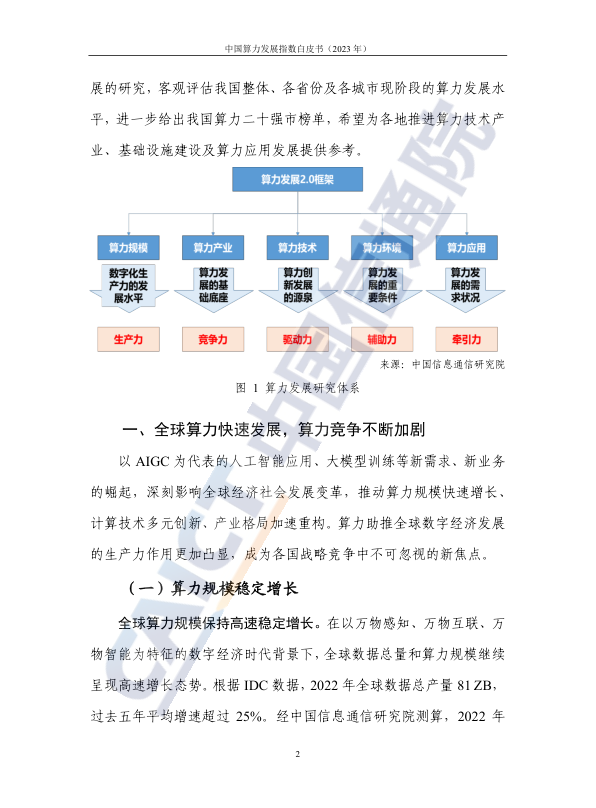 中国算力发展指数白皮书（2023 年）
展的研究，客观评估我国整体、各省份及各城市现阶段的算力发展水
平，进一步给出我国算力二十强市榜单，希望为各地推进算力技术产
业、基础设施建设及算力应用发展提供参考。
算力发展2.0框架
算力规模 算力产业 算力技术 算力环境 算力应用
数字化生 算力发 算力创 算力发 算力发
产力的发 展的基 新发展 展的重 展的需
展水平 础底座 的源泉 要条件 求状况
生产力 竞争力 驱动力 辅助力 牵引力
来源：中国信息通信研究院
图 1 算力发展研究体系
一、全球算力快速发展，算力竞争不断加剧
以 AIGC 为代表的人工智能应用、大模型训练等新需求、新业务
的崛起，深刻影响全球经济社会发展变革，推动算力规模快速增长、
计算技术多元创新、产业格局加速重构。算力助推全球数字经济发展
的生产力作用更加凸显，成为各国战略竞争中不可忽视的新焦点。
（一）算力规模稳定增长
全球算力规模保持高速稳定增长。在以万物感知、万物互联、万
物智能为特征的数字经济时代背景下，全球数据总量和算力规模继续
呈现高速增长态势。根据 IDC 数据，2022 年全球数据总产量 81 ZB，
过去五年平均增速超过 25%。经中国信息通信研究院测算，2022 年
2
CAICT 中国信通院